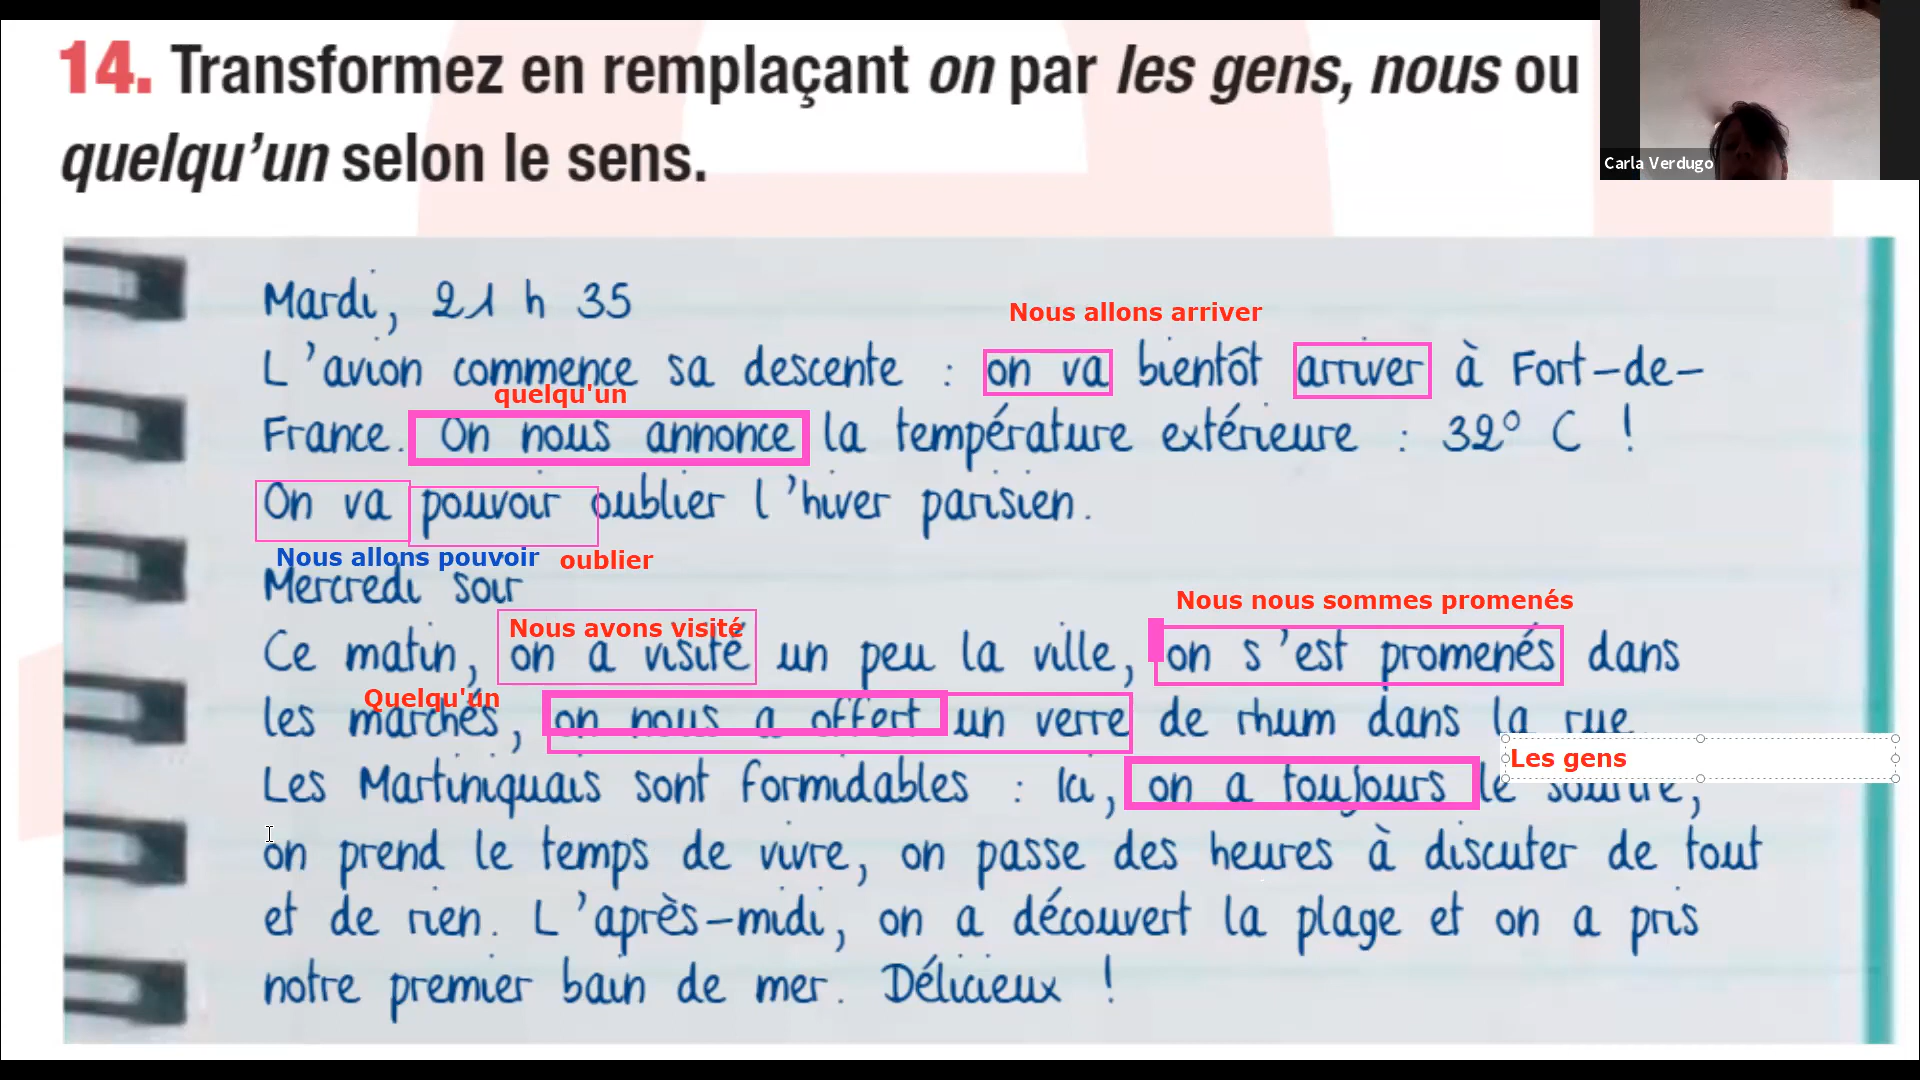 14. Transformez en remplaçant on par les gens, nous ou
quelqu'un selon le sens.
Carla Verdugo
Mardi, 21 h 35
Nous allons arriver
L'avion commence sa descente : on va bientôt arriver à Fort-de-
quelqu'un
France. On nous annonce la température extérieure : 32° C !
On va pouvoir oublier l'hiver parisien.
Nous allons pouvoir oublier
Mercredi soir
Nous nous sommes promenés
Nous avons visité
Ce matin, on a visité un peu la ville, on s'est promenés dans
Quelqu'un
les marchés, on nous a offert un verre de rhum dans la rue
Les gens
Les Martiniquais sont formidables : Ici, on a toujours le sourire,
on prend le temps de vivre, on passe des heures à discuter de tout
et de rien. L'après-midi, on a découvert la plage et on a pris
notre premier bain de mer. Délicieux !